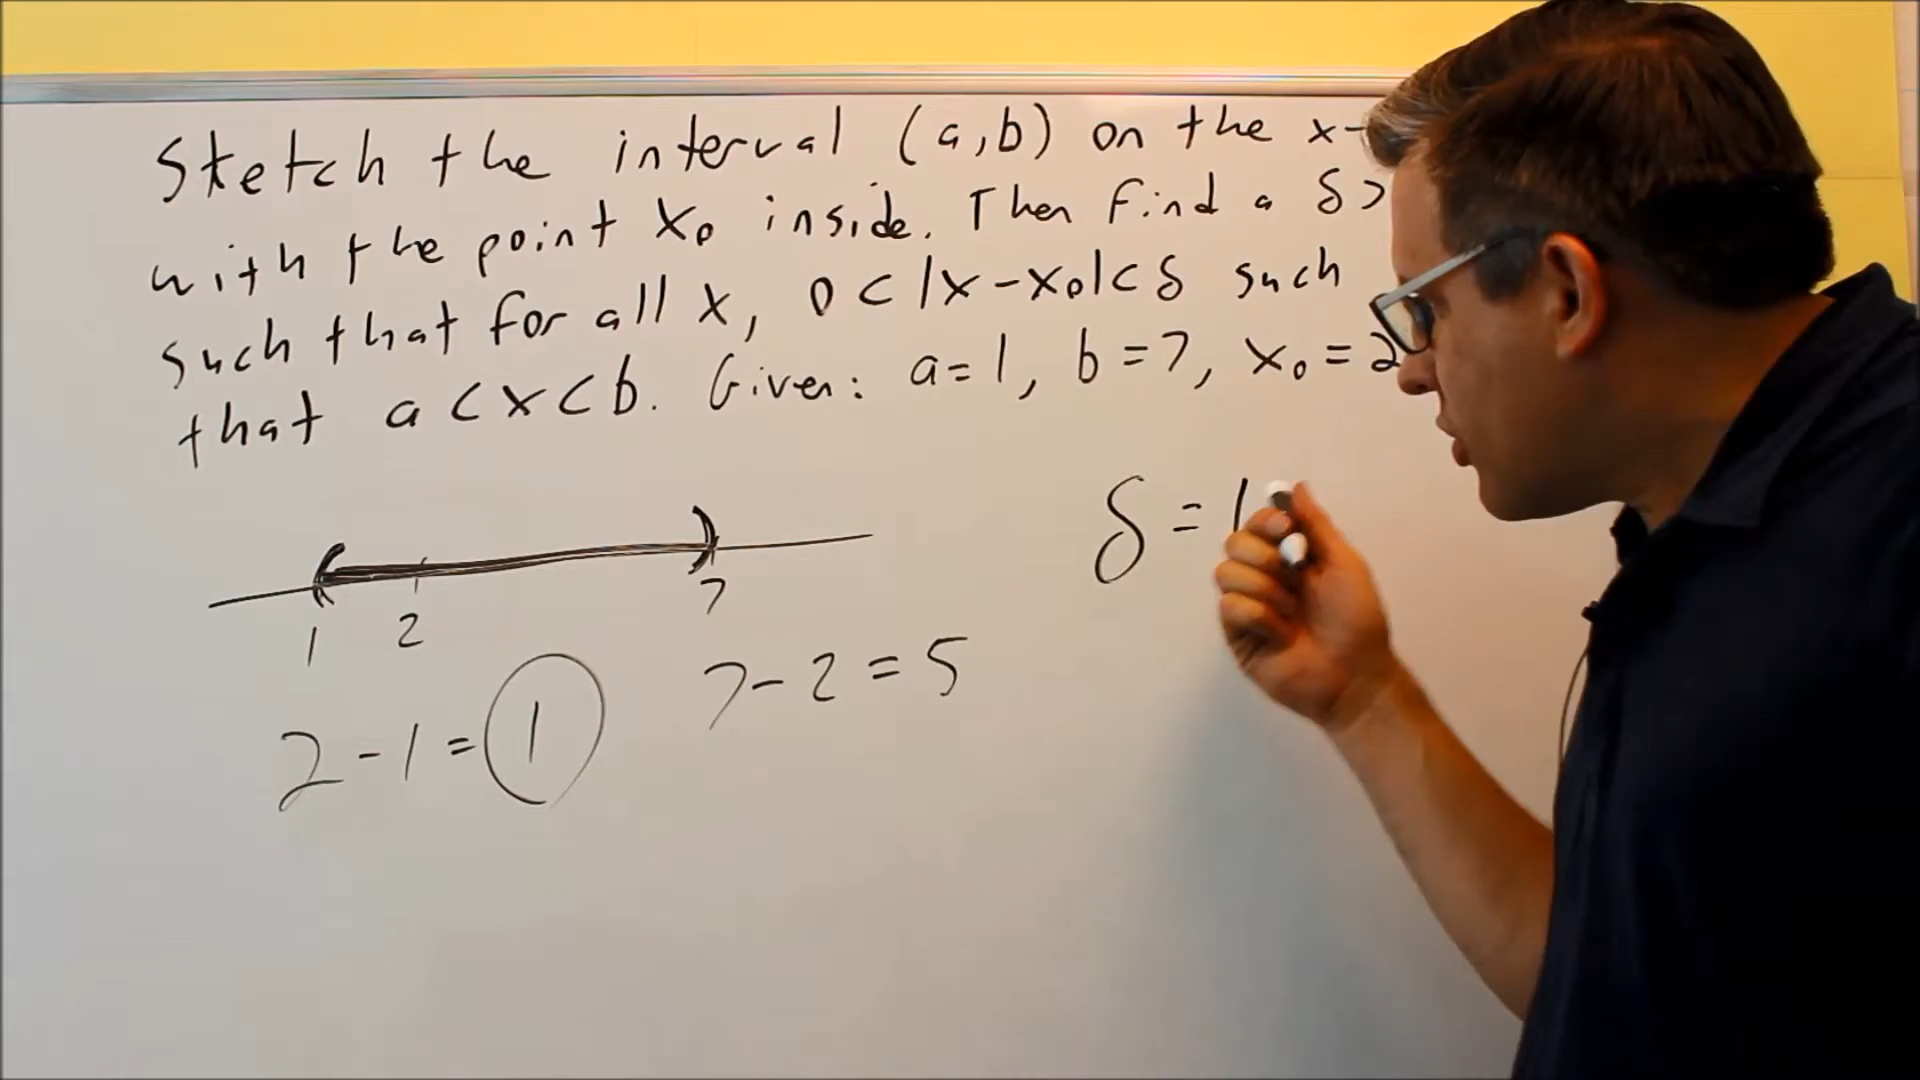 Sketch the interval (a,b) on the x-
with the point x₀ inside. Then find a δ>
such that for all x, 0<|x-x₀|<δ such
that a<x<b. Given: a=1, b=7, x₀=2
δ=1
1 2 7
7-2=5
2-1=1